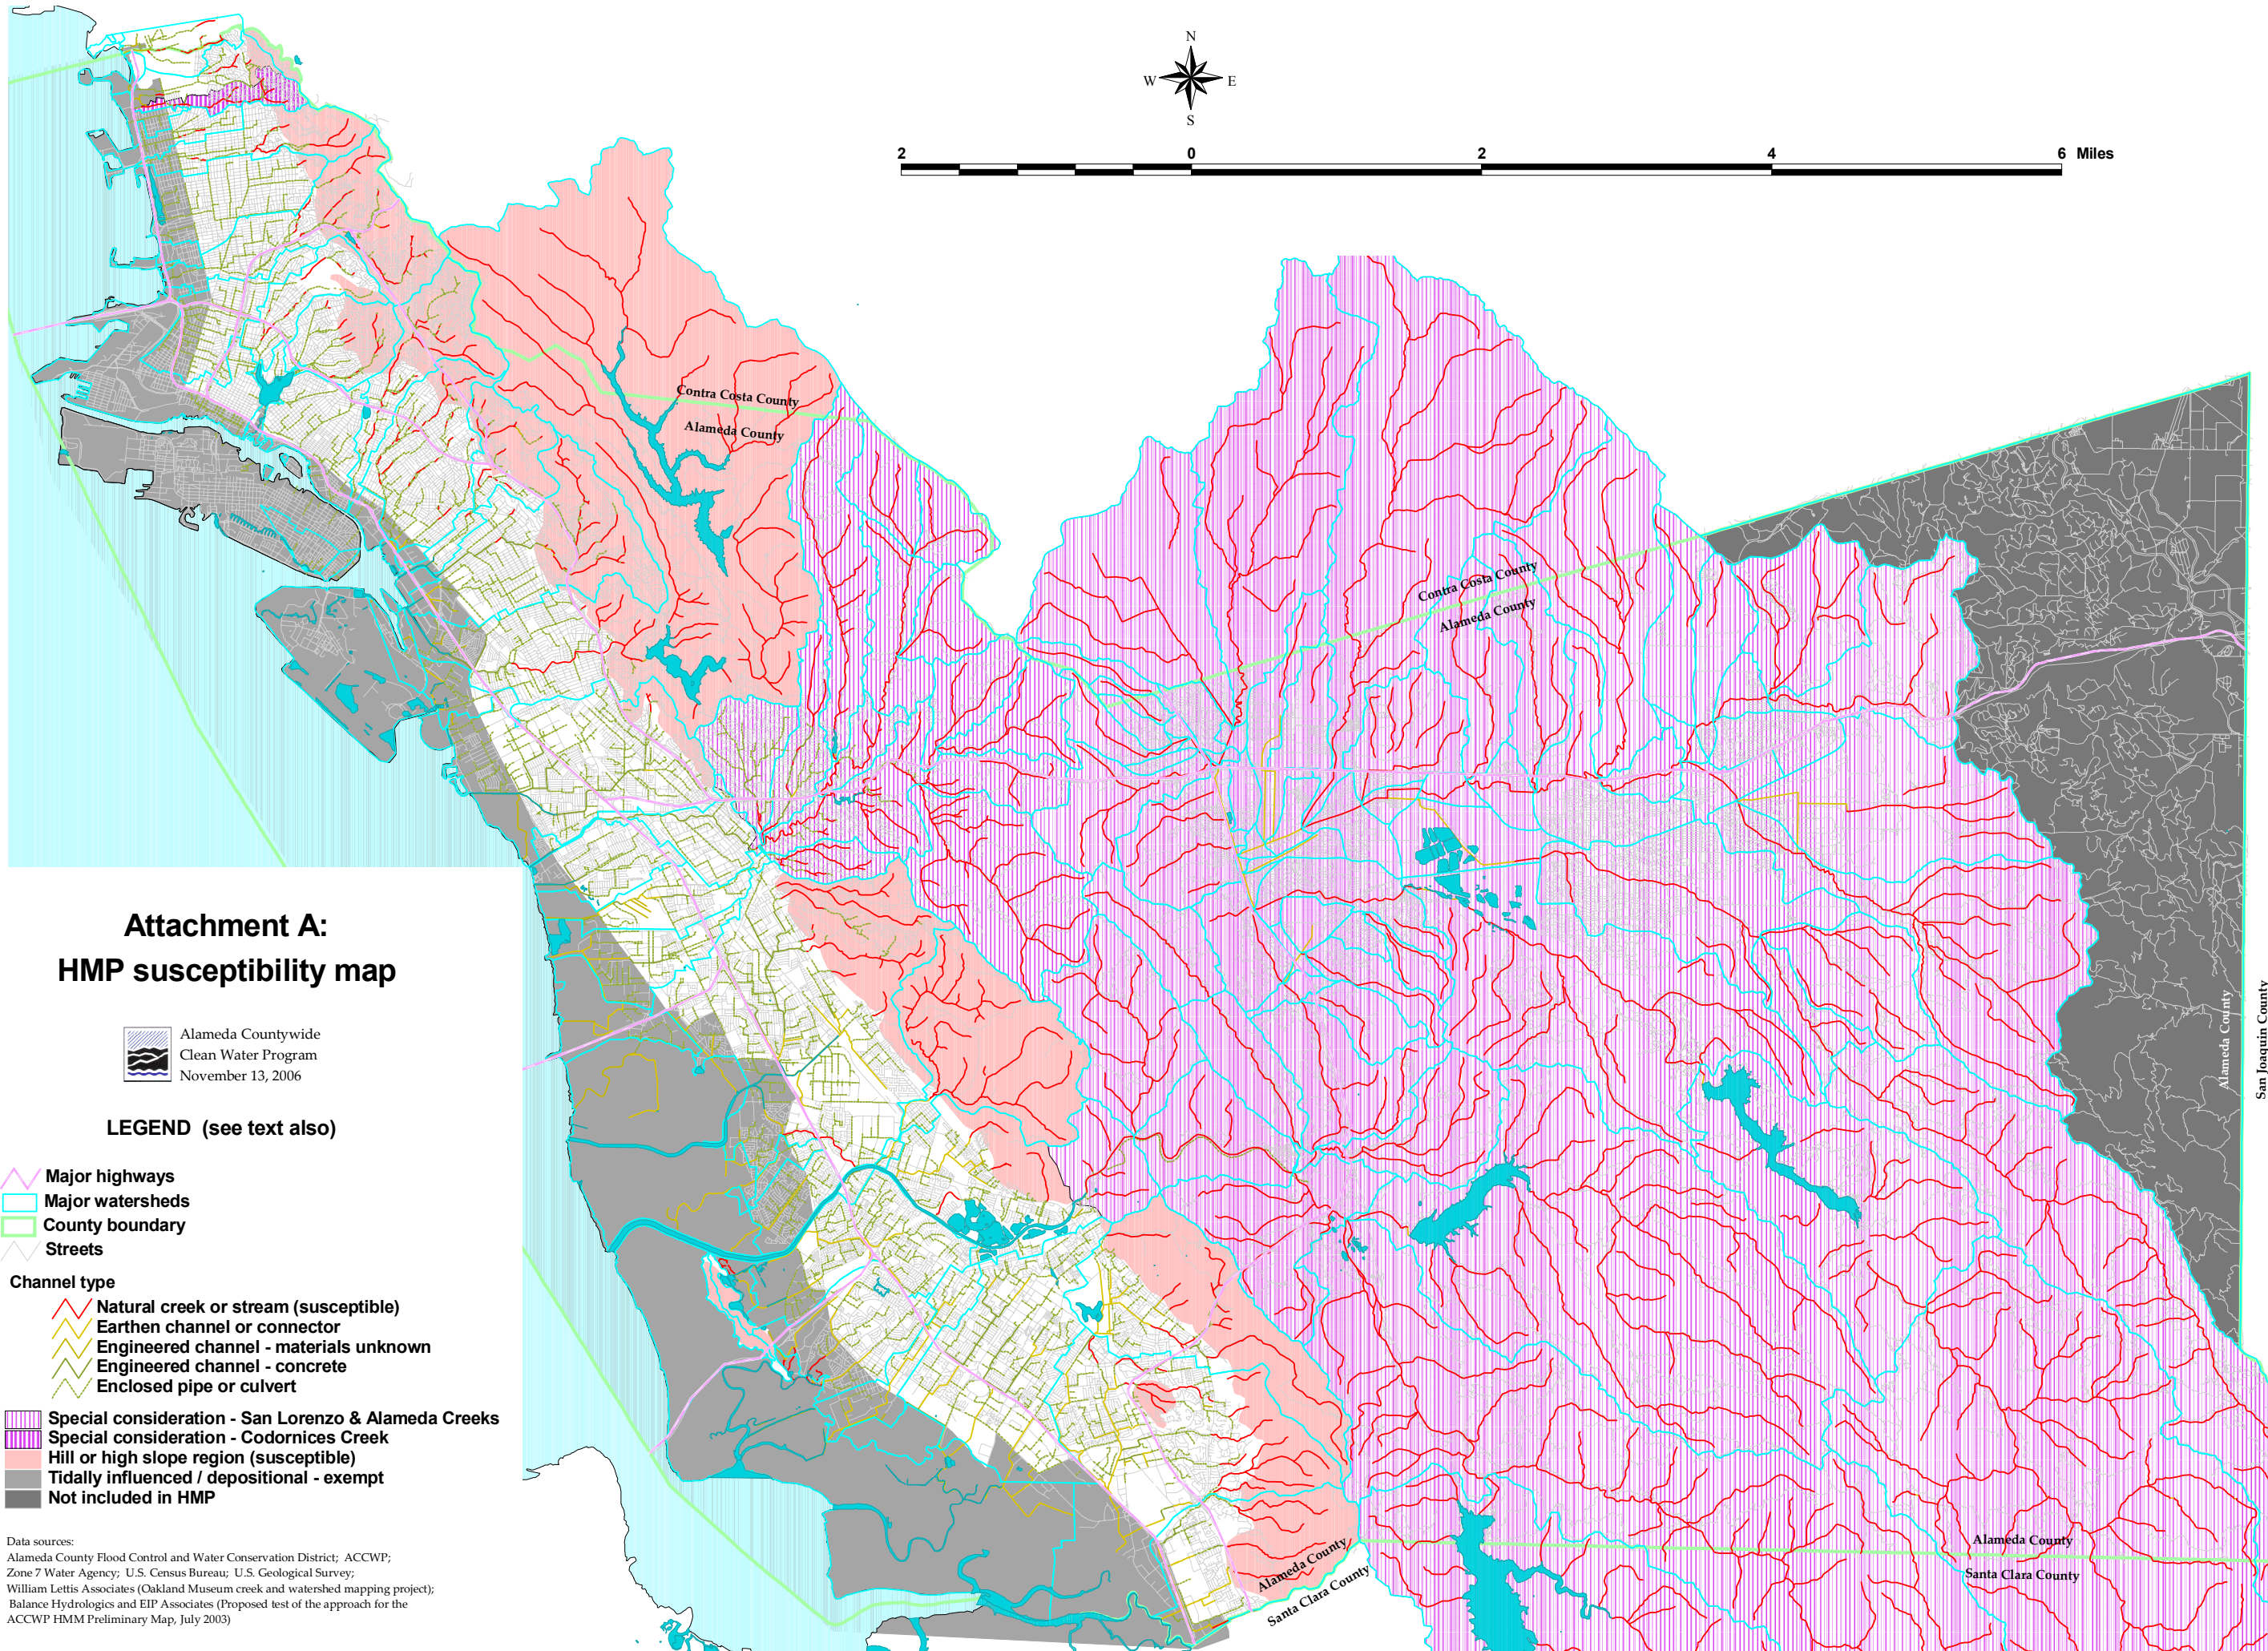 N
W
E
S
2
0
2
4
6 Miles
Contra Costa County
Alameda County
Contra Costa County
Alameda County
Alameda County
San Joaquin County
Attachment A:
HMP susceptibility map
Alameda Countywide
Clean Water Program
November 13, 2006
LEGEND (see text also)
Major highways
Major watersheds
County boundary
Streets
Channel type
Natural creek or stream (susceptible)
Earthen channel or connector
Engineered channel - materials unknown
Engineered channel - concrete
Enclosed pipe or culvert
Special consideration - San Lorenzo & Alameda Creeks
Special consideration - Codornices Creek
Hill or high slope region (susceptible)
Tidally influenced / depositional - exempt
Not included in HMP
Data sources:
Alameda County Flood Control and Water Conservation District; ACCWP;
Zone 7 Water Agency; U.S. Census Bureau; U.S. Geological Survey;
William Lettis Associates (Oakland Museum creek and watershed mapping project);
Balance Hydrologics and EIP Associates (Proposed test of the approach for the
ACCWP HMM Preliminary Map, July 2003)
Alameda County
Santa Clara County
Alameda County
Santa Clara County